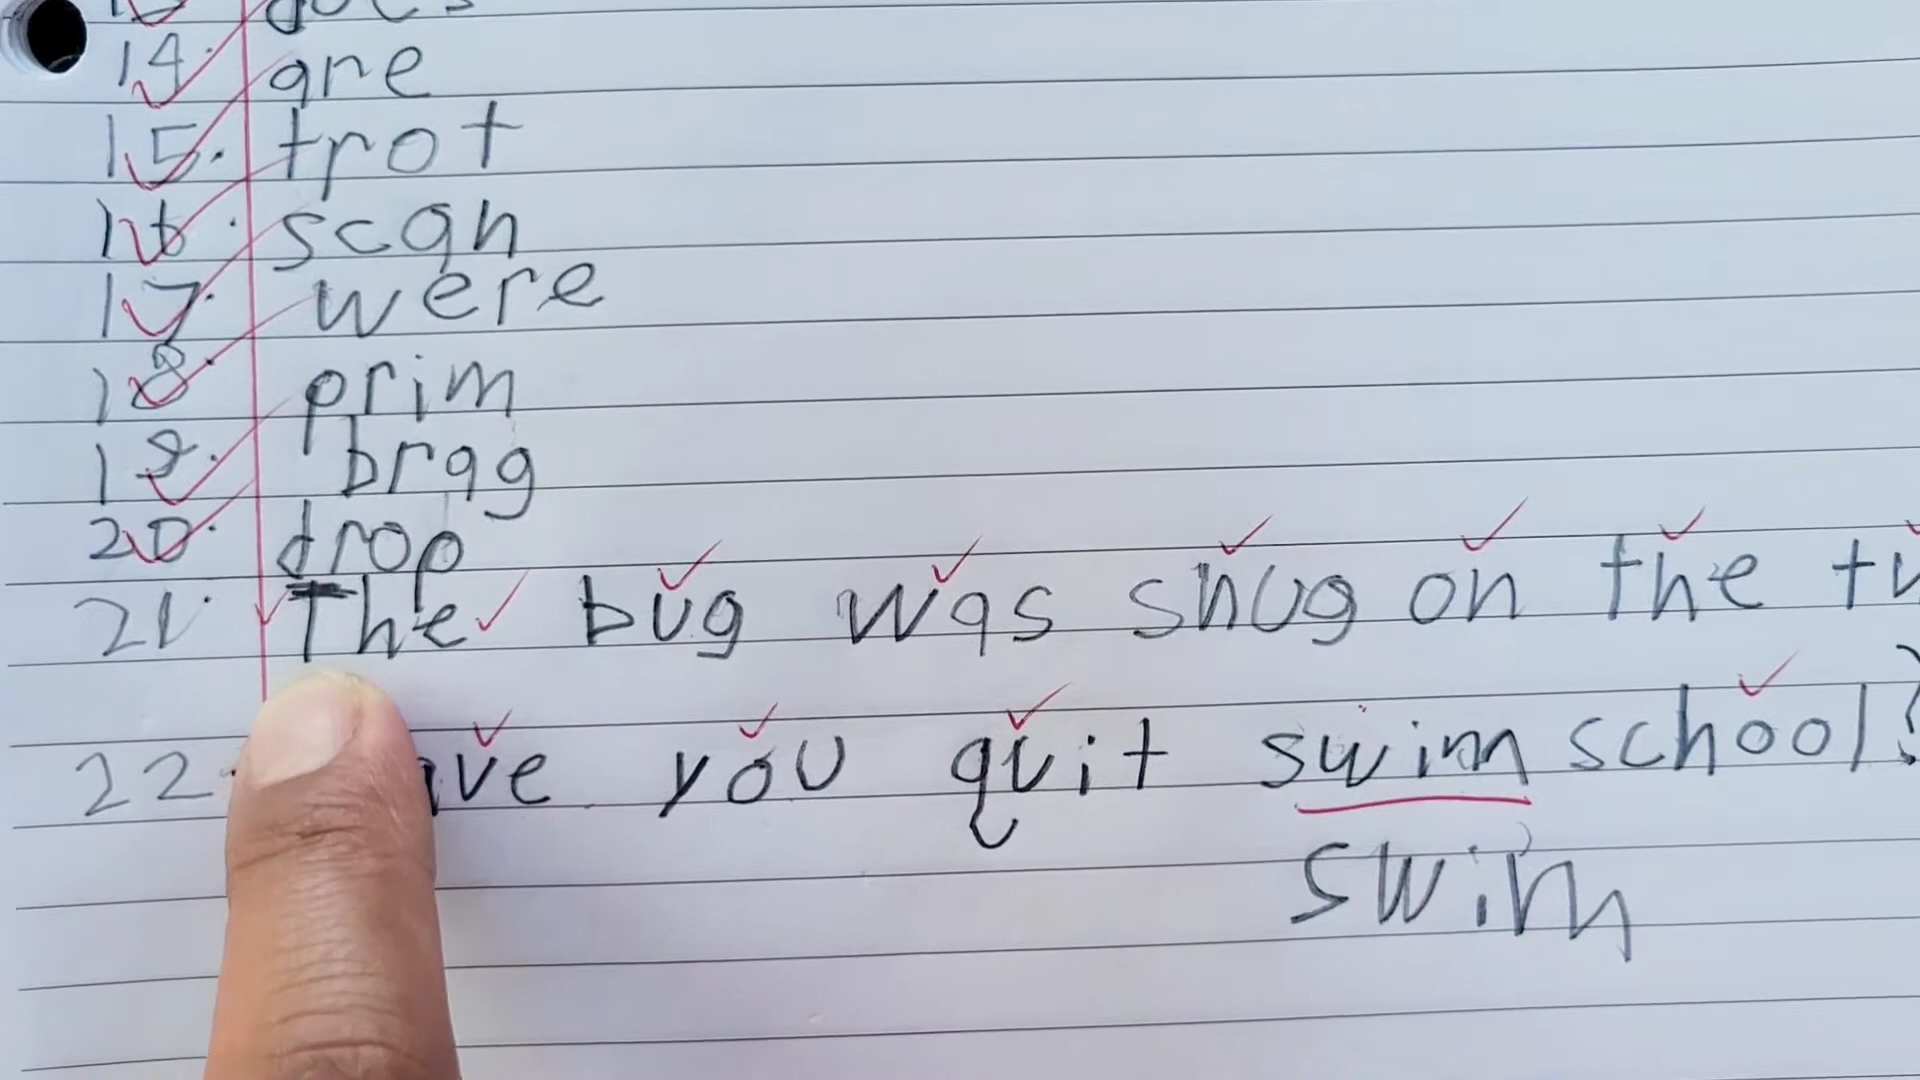 14. are
15. trot
16. scan
17. were
18. prim
19. brag
20. drop
21. The bug was snug on the
22. you quit swim school?
swim